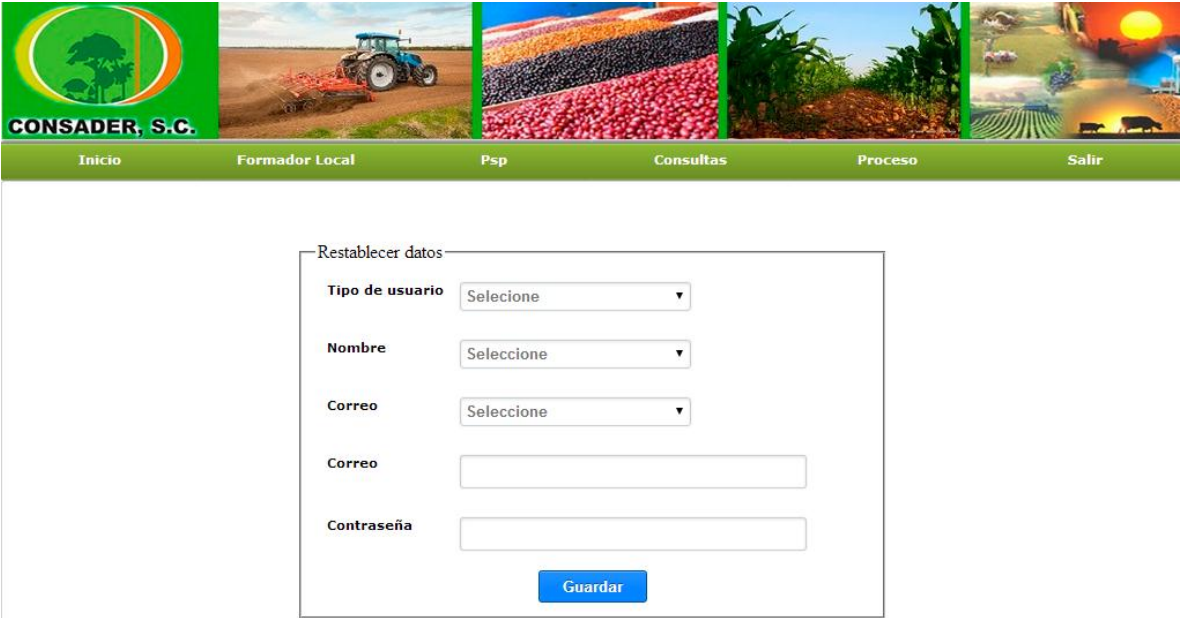 CONSADER, S.C.
Inicio Formador Local Psp Consultas Proceso Salir
Restablecer datos
Tipo de usuario Selecione
Nombre Seleccione
Correo Seleccione
Correo
Contraseña
Guardar